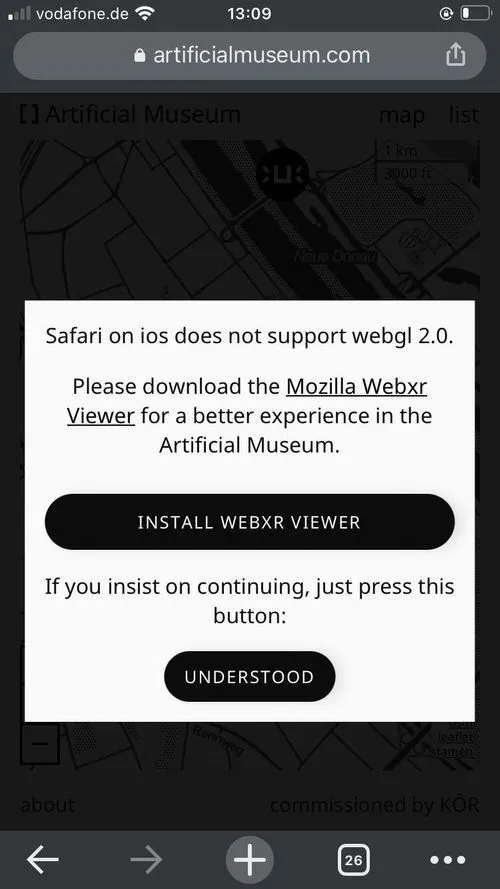 vodafone.de 13:09
artificialmuseum.com
[ ] Artificial Museum map list
1 km
3000 ft
Neue Donau
Safari on ios does not support webgl 2.0.
Please download the Mozilla Webxr
Viewer for a better experience in the
Artificial Museum.
INSTALL WEBXR VIEWER
If you insist on continuing, just press this
button:
UNDERSTOOD
−
Rennweg
leaflet
stamen
about commissioned by KÖR
26